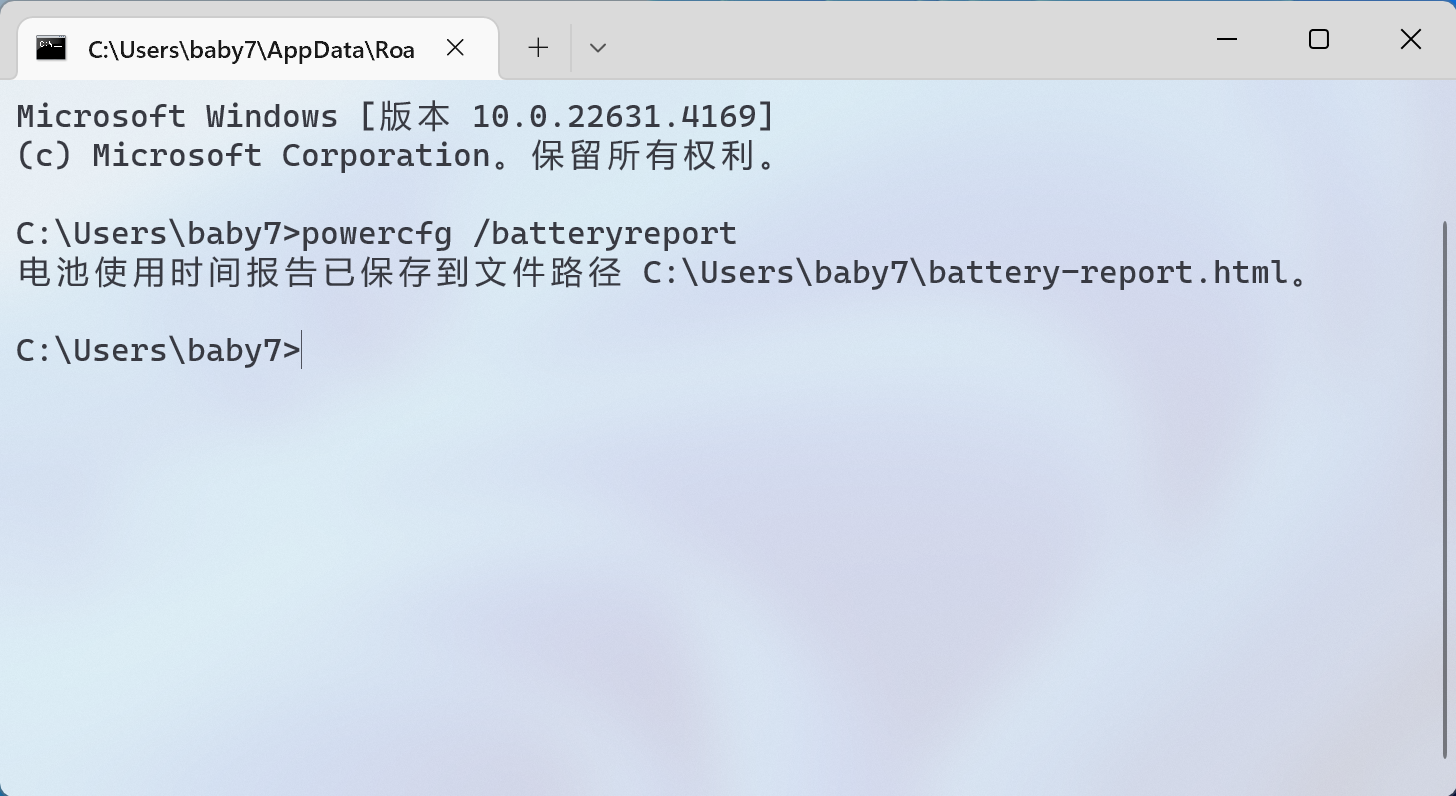 C:\Users\baby7\AppData\Roa
Microsoft Windows [版本 10.0.22631.4169]
(c) Microsoft Corporation。保留所有权利。
C:\Users\baby7>powercfg /batteryreport
电池使用时间报告已保存到文件路径 C:\Users\baby7\battery-report.html。
C:\Users\baby7>